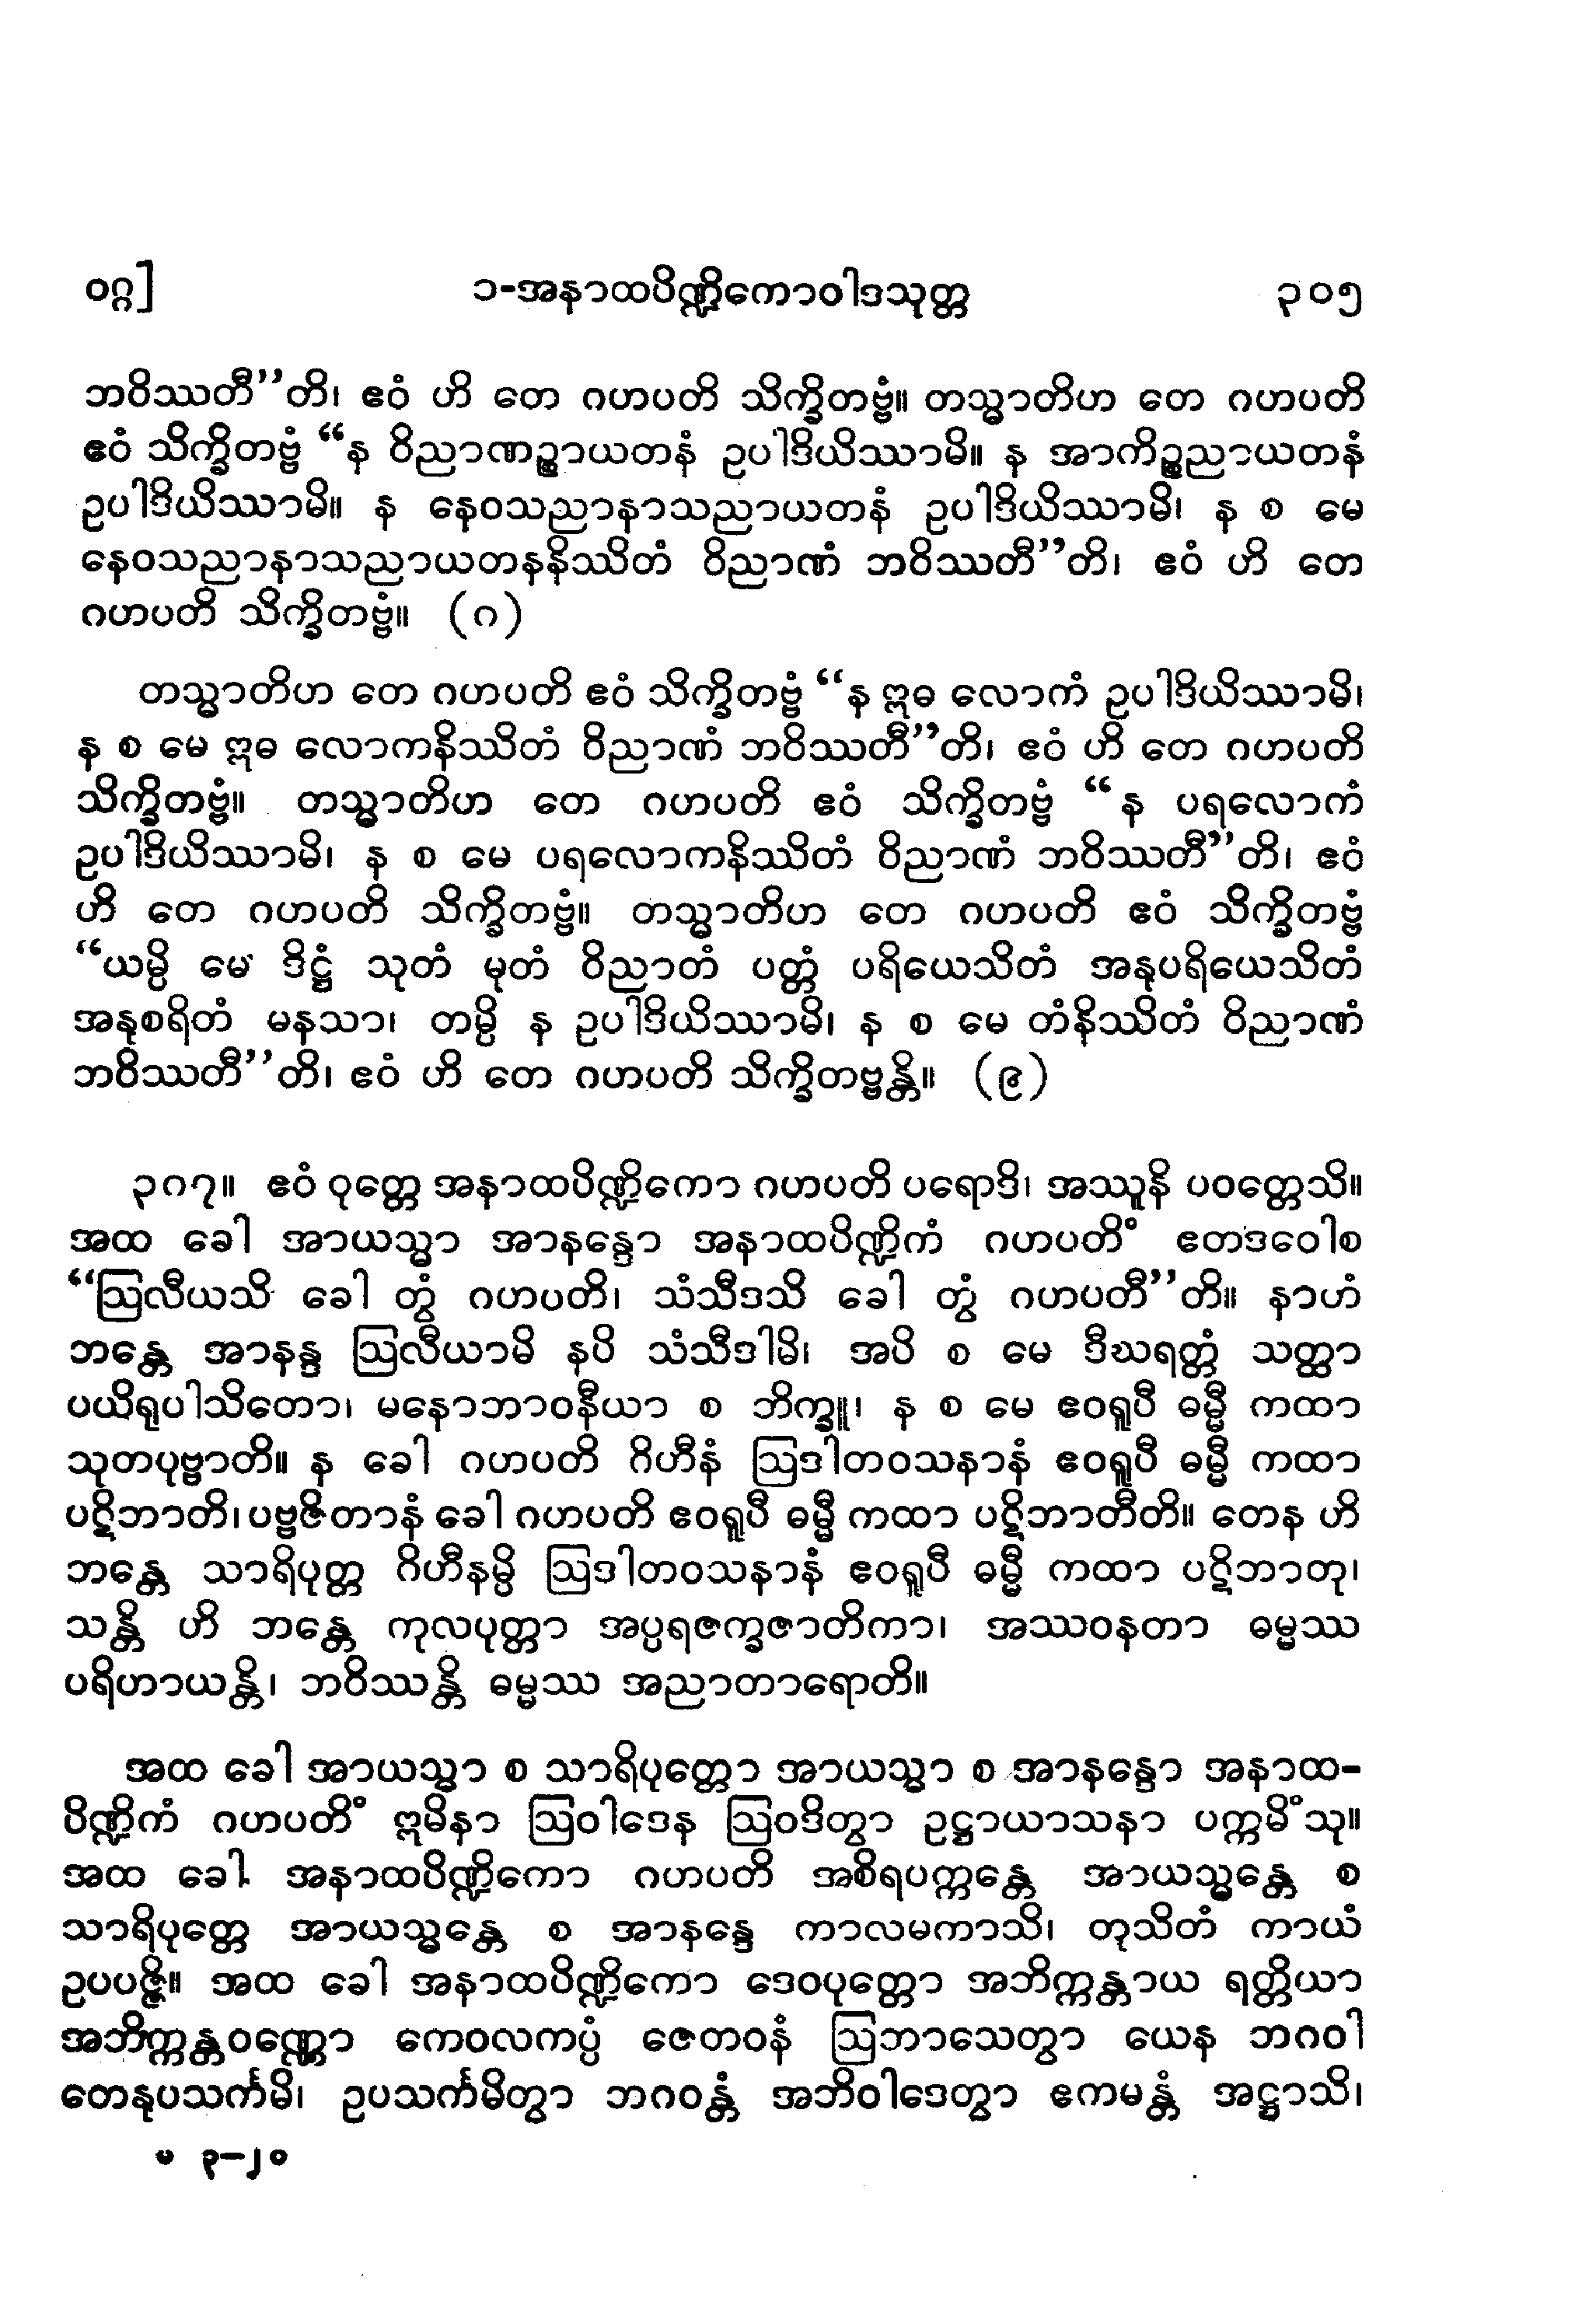 ဝဂ္ဂ] ၁-အနာထပိဏ္ဍိကောဝါဒသုတ္တ ၃၀၅
ဘဝိဿတီ”တိ၊ ဧဝံ ဟိ တေ ဂဟပတိ သိက္ခိတဗ္ဗံ။ တသ္မာတိဟ တေ ဂဟပတိ
ဧဝံ သိက္ခိတဗ္ဗံ “န ဝိညာဏဉ္စာယတနံ ဥပါဒိယိဿာမိ။ န အာကိဉ္စညာယတနံ
ဥပါဒိယိဿာမိ။ န နေဝသညာနာသညာယတနံ ဥပါဒိယိဿာမိ၊ န စ မေ
နေဝသညာနာသညာယတနနိဿိတံ ဝိညာဏံ ဘဝိဿတီ”တိ၊ ဧဝံ ဟိ တေ
ဂဟပတိ သိက္ခိတဗ္ဗံ။ (၈)
တသ္မာတိဟ တေ ဂဟပတိ ဧဝံ သိက္ခိတဗ္ဗံ “န ဣဓ လောကံ ဥပါဒိယိဿာမိ၊
န စ မေ ဣဓ လောကနိဿိတံ ဝိညာဏံ ဘဝိဿတီ”တိ၊ ဧဝံ ဟိ တေ ဂဟပတိ
သိက္ခိတဗ္ဗံ။ တသ္မာတိဟ တေ ဂဟပတိ ဧဝံ သိက္ခိတဗ္ဗံ “န ပရလောကံ
ဥပါဒိယိဿာမိ၊ န စ မေ ပရလောကနိဿိတံ ဝိညာဏံ ဘဝိဿတီ”တိ၊ ဧဝံ
ဟိ တေ ဂဟပတိ သိက္ခိတဗ္ဗံ။ တသ္မာတိဟ တေ ဂဟပတိ ဧဝံ သိက္ခိတဗ္ဗံ
“ယမ္ပိ မေ ဒိဋ္ဌံ သုတံ မုတံ ဝိညာတံ ပတ္တံ ပရိယေသိတံ အနုပရိယေသိတံ
အနုစရိတံ မနသာ၊ တမ္ပိ န ဥပါဒိယိဿာမိ၊ န စ မေ တံနိဿိတံ ဝိညာဏံ
ဘဝိဿတီ”တိ၊ ဧဝံ ဟိ တေ ဂဟပတိ သိက္ခိတဗ္ဗန္တိ။ (၉)
၃၈၇။ ဧဝံ ဝုတ္တေ အနာထပိဏ္ဍိကော ဂဟပတိ ပရောဒိ၊ အဿူနိ ပဝတ္တေသိ။
အထ ခေါ အာယသ္မာ အာနန္ဒော အနာထပိဏ္ဍိကံ ဂဟပတိံ ဧတဒဝေါစ
“ဩလီယသိ ခေါ တွံ ဂဟပတိ၊ သံသီဒသိ ခေါ တွံ ဂဟပတီ”တိ။ နာဟံ
ဘန္တေ အာနန္ဒ ဩလီယာမိ နပိ သံသီဒါမိ၊ အပိ စ မေ ဒီဃရတ္တံ သတ္ထာ
ပယိရုပါသိတော၊ မနောဘာဝနီယာ စ ဘိက္ခူ၊ န စ မေ ဧဝရူပီ ဓမ္မီ ကထာ
သုတပုဗ္ဗာတိ။ န ခေါ ဂဟပတိ ဂိဟီနံ ဩဒါတဝသနာနံ ဧဝရူပီ ဓမ္မီ ကထာ
ပဋိဘာတိ၊ ပဗ္ဗဇိတာနံ ခေါ ဂဟပတိ ဧဝရူပီ ဓမ္မီ ကထာ ပဋိဘာတီတိ။ တေန ဟိ
ဘန္တေ သာရိပုတ္တ ဂိဟီနမ္ပိ ဩဒါတဝသနာနံ ဧဝရူပီ ဓမ္မီ ကထာ ပဋိဘာတု၊
သန္တိ ဟိ ဘန္တေ ကုလပုတ္တာ အပ္ပရဇက္ခဇာတိကာ၊ အဿဝနတာ ဓမ္မဿ
ပရိဟာယန္တိ၊ ဘဝိဿန္တိ ဓမ္မဿ အညာတာရောတိ။
အထ ခေါ အာယသ္မာ စ သာရိပုတ္တော အာယသ္မာ စ အာနန္ဒော အနာထ-
ပိဏ္ဍိကံ ဂဟပတိံ ဣမိနာ ဩဝါဒေန ဩဝဒိတွာ ဥဋ္ဌာယာသနာ ပက္ကမိံသု။
အထ ခေါ အနာထပိဏ္ဍိကော ဂဟပတိ အစိရပက္ကန္တေ အာယသ္မန္တေ စ
သာရိပုတ္တေ အာယသ္မန္တေ စ အာနန္ဒေ ကာလမကာသိ၊ တုသိတံ ကာယံ
ဥပပဇ္ဇိ။ အထ ခေါ အနာထပိဏ္ဍိကော ဒေဝပုတ္တော အဘိက္ကန္တာယ ရတ္တိယာ
အဘိက္ကန္တဝဏ္ဏော ကေဝလကပ္ပံ ဇေတဝနံ ဩဘာသေတွာ ယေန ဘဂဝါ
တေနုပသင်္ကမိ၊ ဥပသင်္ကမိတွာ ဘဂဝန္တံ အဘိဝါဒေတွာ ဧကမန္တံ အဋ္ဌာသိ၊
မ ၃-၂၀